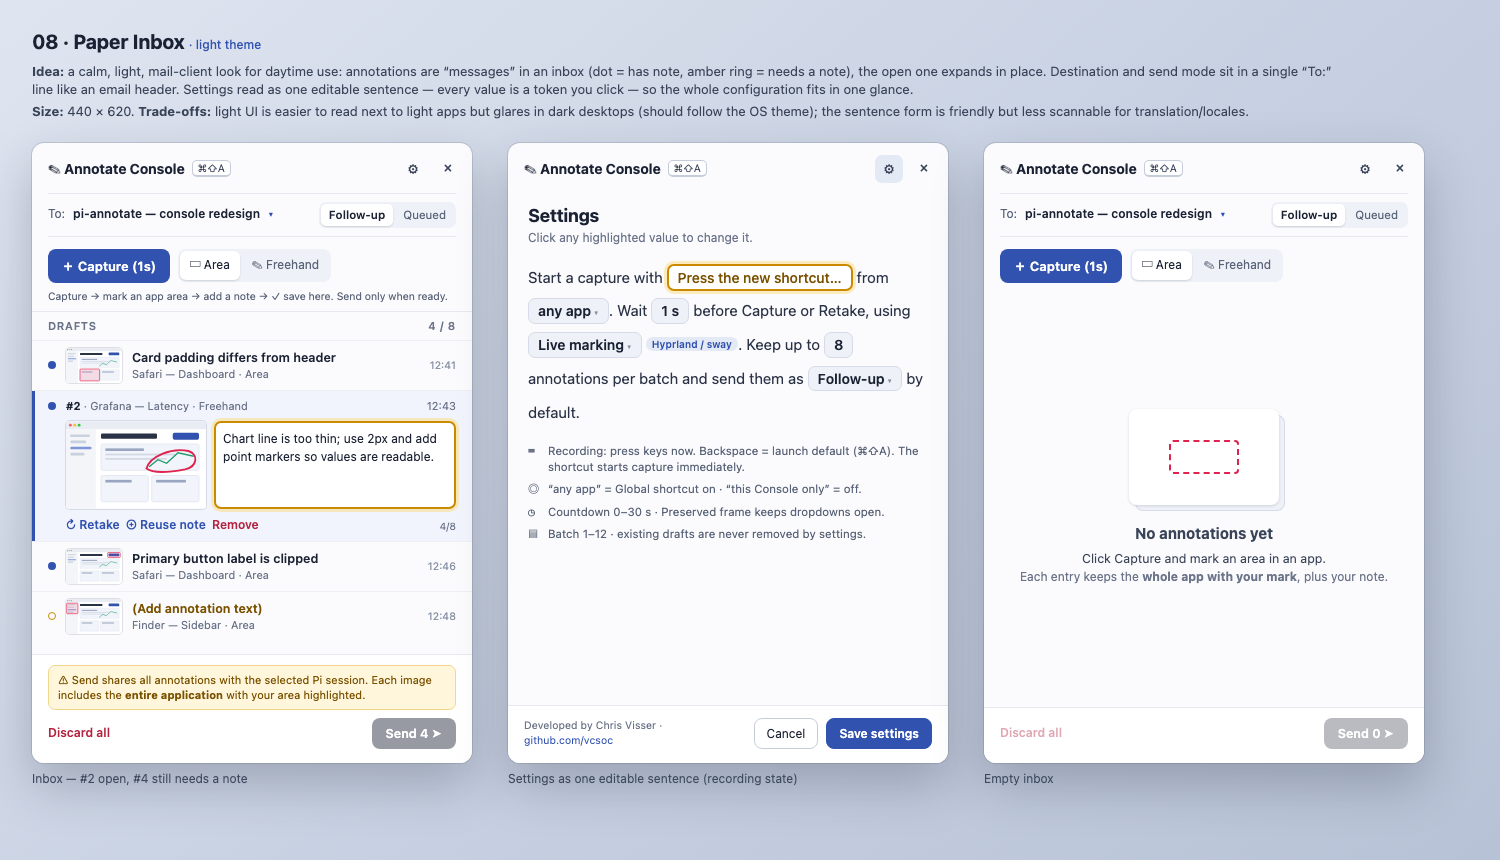 08 · Paper Inbox · light theme
Idea: a calm, light, mail-client look for daytime use: annotations are “messages” in an inbox (dot = has note, amber ring = needs a note), the open one expands in place. Destination and send mode sit in a single “To:”
line like an email header. Settings read as one editable sentence — every value is a token you click — so the whole configuration fits in one glance.
Size: 440 × 620. Trade-offs: light UI is easier to read next to light apps but glares in dark desktops (should follow the OS theme); the sentence form is friendly but less scannable for translation/locales.
✎ Annotate Console ⌘⇧A ⚙ ×
To: pi-annotate — console redesign ▾ Follow-up Queued
+ Capture (1s) ▭ Area ✎ Freehand
Capture → mark an app area → add a note → ✓ save here. Send only when ready.
DRAFTS 4 / 8
Card padding differs from header
Safari — Dashboard · Area
12:41
#2 · Grafana — Latency · Freehand 12:43
Chart line is too thin; use 2px and add
point markers so values are readable.
↻ Retake ⊕ Reuse note Remove 4/8
Primary button label is clipped
Safari — Dashboard · Area
12:46
(Add annotation text)
Finder — Sidebar · Area
12:48
⚠ Send shares all annotations with the selected Pi session. Each image
includes the entire application with your area highlighted.
Discard all Send 4 ➤
Inbox — #2 open, #4 still needs a note
✎ Annotate Console ⌘⇧A ⚙ ×
Settings
Click any highlighted value to change it.
Start a capture with Press the new shortcut… from
any app ▾ . Wait 1 s before Capture or Retake, using
Live marking ▾ Hyprland / sway . Keep up to 8
annotations per batch and send them as Follow-up ▾ by
default.
Recording: press keys now. Backspace = launch default (⌘⇧A). The
shortcut starts capture immediately.
◎ “any app” = Global shortcut on · “this Console only” = off.
◷ Countdown 0–30 s · Preserved frame keeps dropdowns open.
▤ Batch 1–12 · existing drafts are never removed by settings.
Developed by Chris Visser ·
github.com/vcsoc
Cancel Save settings
Settings as one editable sentence (recording state)
✎ Annotate Console ⌘⇧A ⚙ ×
To: pi-annotate — console redesign ▾ Follow-up Queued
+ Capture (1s) ▭ Area ✎ Freehand
No annotations yet
Click Capture and mark an area in an app.
Each entry keeps the whole app with your mark, plus your note.
Discard all Send 0 ➤
Empty inbox